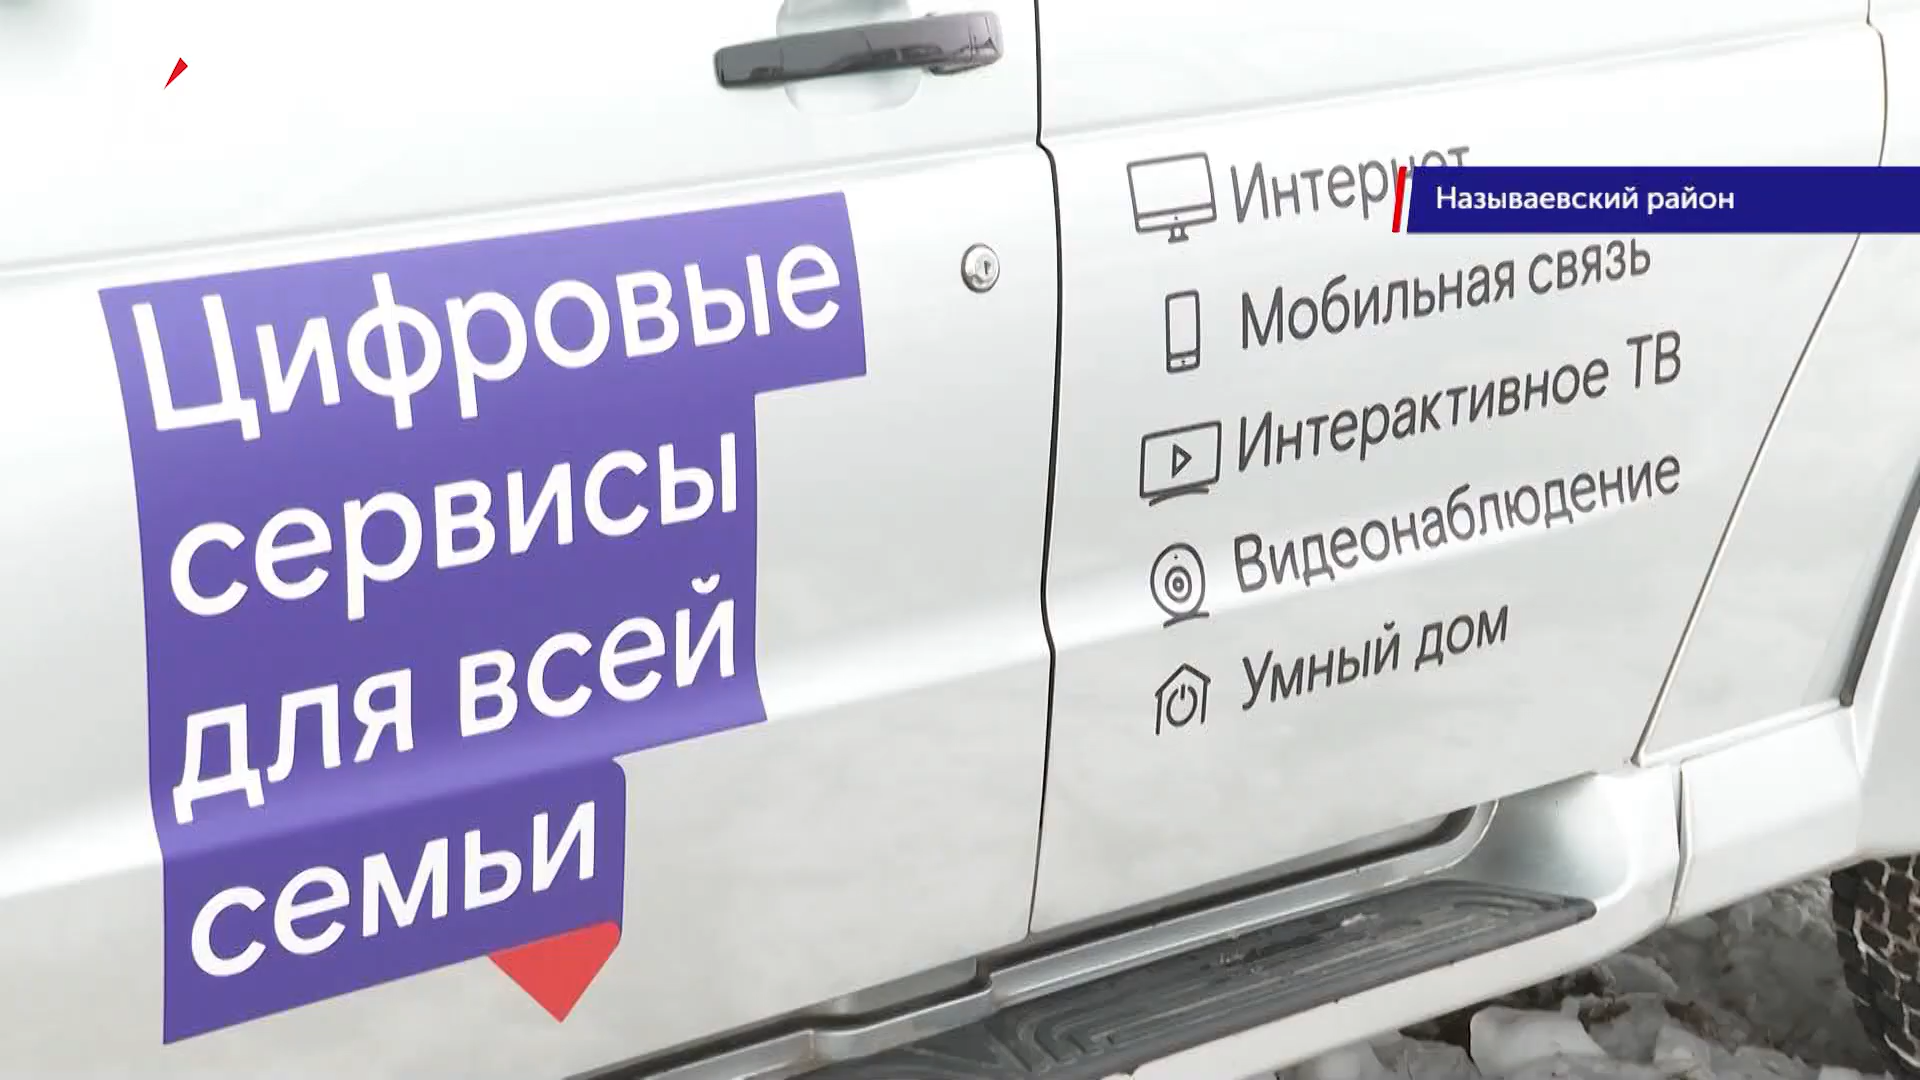 Цифровые
сервисы
для всей
семьи
Интернет
Мобильная связь
Интерактивное ТВ
Видеонаблюдение
Умный дом
Называевский район